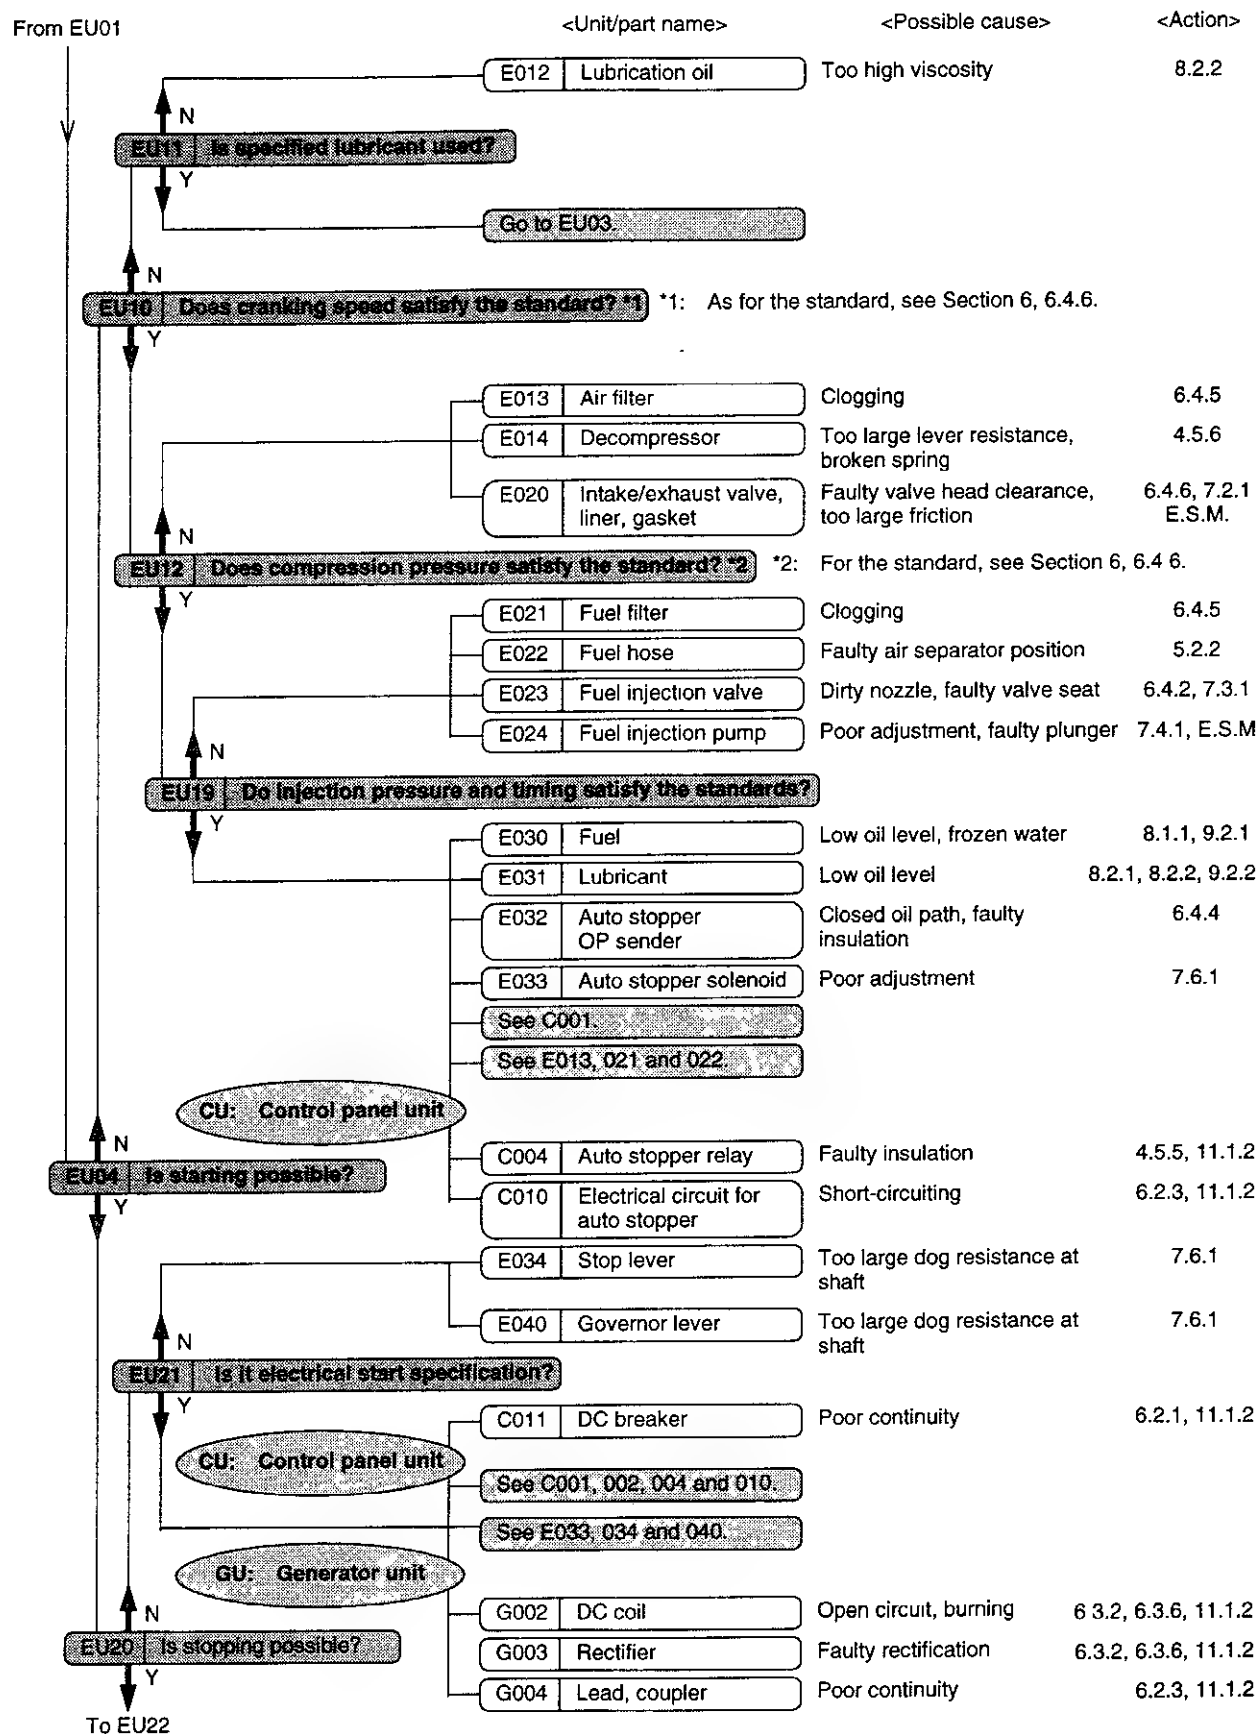 From EU01 <Unit/part name> <Possible cause> <Action>
E012 Lubrication oil Too high viscosity 8.2.2
N
EU11 Is specified lubricant used?
Y
Go to EU03.
N
EU10 Does cranking speed satisfy the standard? *1 *1: As for the standard, see Section 6, 6.4.6.
Y
E013 Air filter Clogging 6.4.5
E014 Decompressor Too large lever resistance, 4.5.6
broken spring
E020 Intake/exhaust valve, Faulty valve head clearance, 6.4.6, 7.2.1
liner, gasket too large friction E.S.M.
N
EU12 Does compression pressure satisfy the standard? *2 *2: For the standard, see Section 6, 6.4 6.
Y
E021 Fuel filter Clogging 6.4.5
E022 Fuel hose Faulty air separator position 5.2.2
E023 Fuel injection valve Dirty nozzle, faulty valve seat 6.4.2, 7.3.1
E024 Fuel injection pump Poor adjustment, faulty plunger 7.4.1, E.S.M
N
EU19 Do injection pressure and timing satisfy the standards?
Y
E030 Fuel Low oil level, frozen water 8.1.1, 9.2.1
E031 Lubricant Low oil level 8.2.1, 8.2.2, 9.2.2
E032 Auto stopper Closed oil path, faulty 6.4.4
OP sender insulation
E033 Auto stopper solenoid Poor adjustment 7.6.1
See C001.
See E013, 021 and 022.
CU: Control panel unit
N
C004 Auto stopper relay Faulty insulation 4.5.5, 11.1.2
EU04 Is starting possible?
Y
C010 Electrical circuit for Short-circuiting 6.2.3, 11.1.2
auto stopper
E034 Stop lever Too large dog resistance at 7.6.1
shaft
E040 Governor lever Too large dog resistance at 7.6.1
shaft
N
EU21 Is it electrical start specification?
Y
C011 DC breaker Poor continuity 6.2.1, 11.1.2
CU: Control panel unit
See C001, 002, 004 and 010.
See E033, 034 and 040.
GU: Generator unit
N
G002 DC coil Open circuit, burning 6 3.2, 6.3.6, 11.1.2
EU20 Is stopping possible?
G003 Rectifier Faulty rectification 6.3.2, 6.3.6, 11.1.2
Y
G004 Lead, coupler Poor continuity 6.2.3, 11.1.2
To EU22